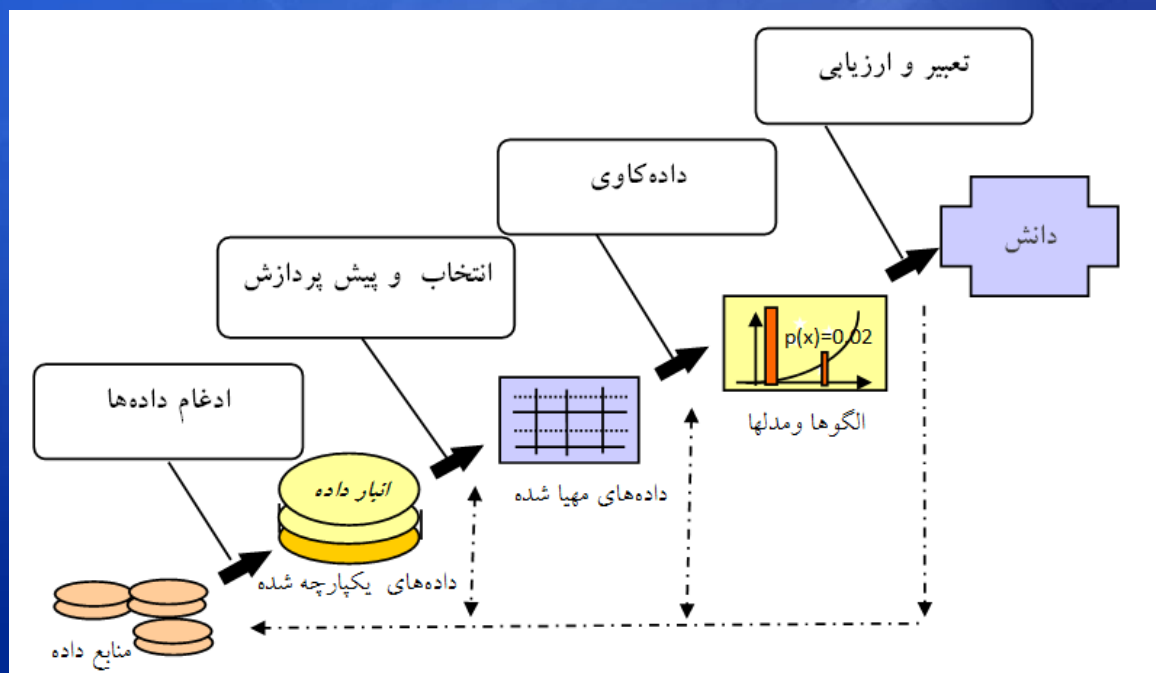 تعبیر و ارزیابی
داده‌کاوی
دانش
انتخاب و پیش پردازش
p(x)=0.02
الگوها ومدلها
ادغام داده‌ها
انبار داده
داده‌های مهیا شده
داده‌های یکپارچه شده
منابع داده